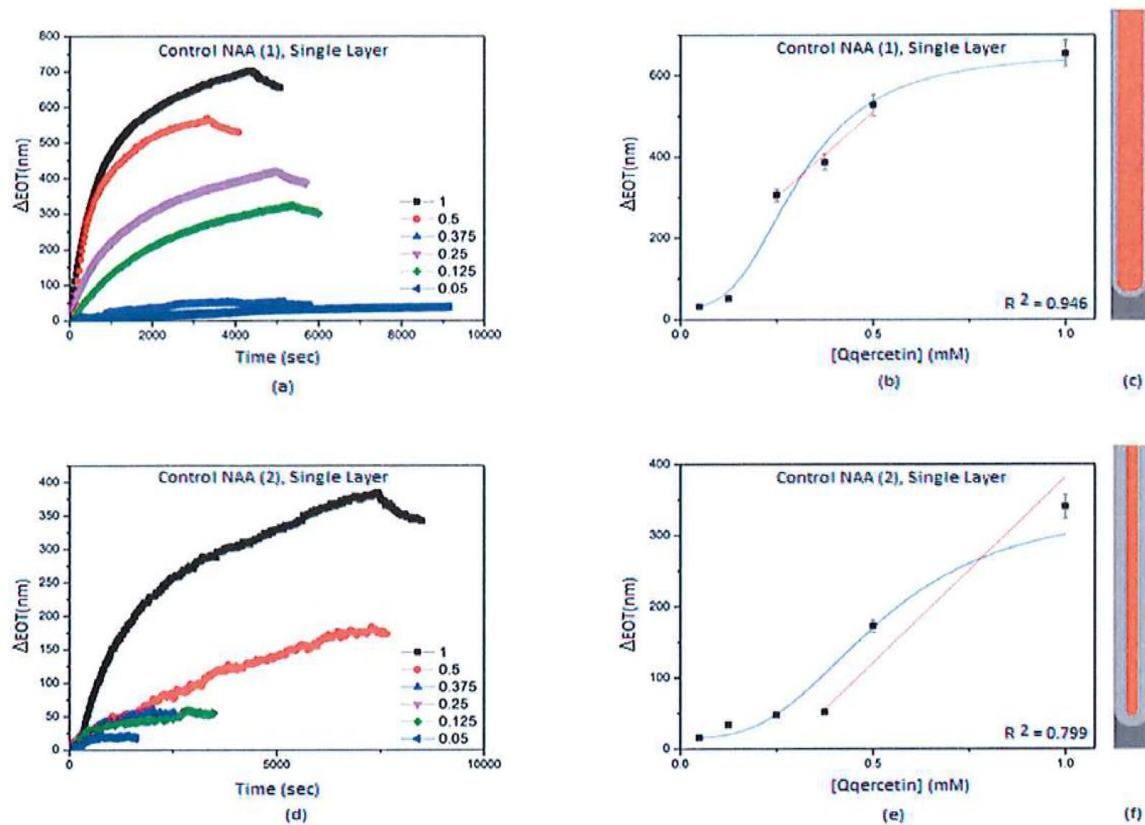 Control NAA (1), Single Layer
800
700
600
500
400
300
200
100
0
ΔEOT(nm)
1
0.5
0.375
0.25
0.125
0.05
0
2000
4000
6000
8000
10000
Time (sec)
(a)
Control NAA (1), Single Layer
600
400
200
0
ΔEOT(nm)
R² = 0.946
0.0
0.5
1.0
[Qqercetin] (mM)
(b)
(c)
Control NAA (2), Single Layer
400
350
300
250
200
150
100
50
0
ΔEOT(nm)
1
0.5
0.375
0.25
0.125
0.05
0
5000
10000
Time (sec)
(d)
Control NAA (2), Single Layer
400
300
200
100
0
ΔEOT(nm)
R² = 0.799
0.0
0.5
1.0
[Qqercetin] (mM)
(e)
(f)